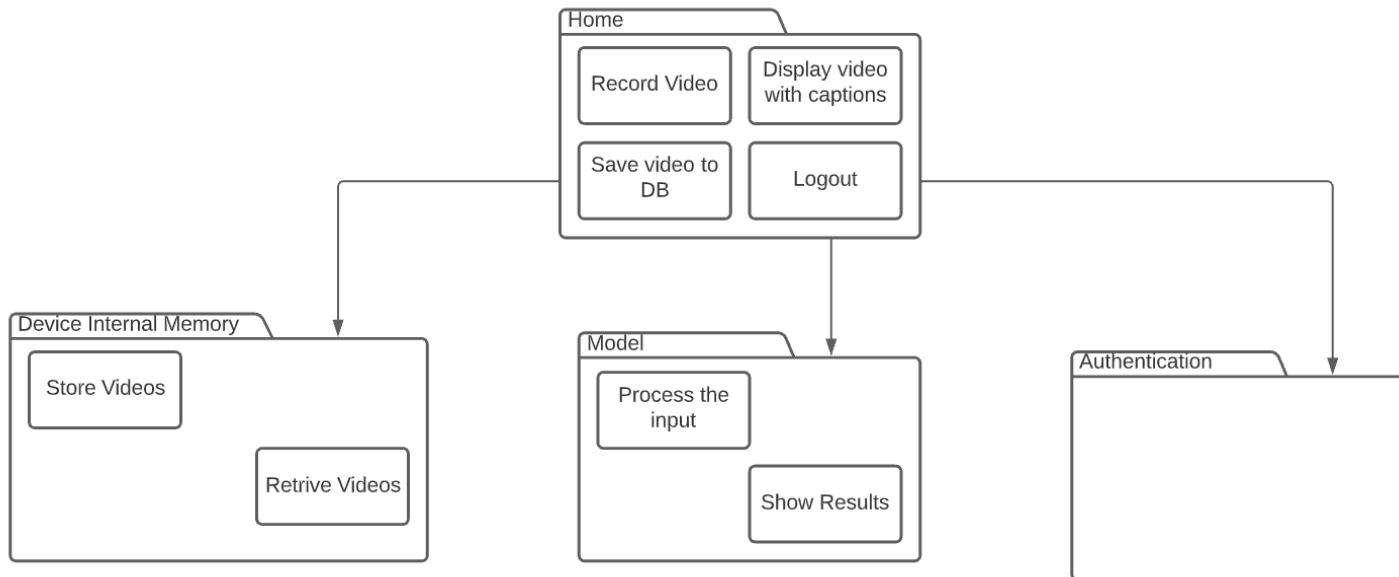 Home
Record Video
Display video
with captions
Save video to
DB
Logout
Device Internal Memory
Store Videos
Retrive Videos
Model
Process the
input
Show Results
Authentication